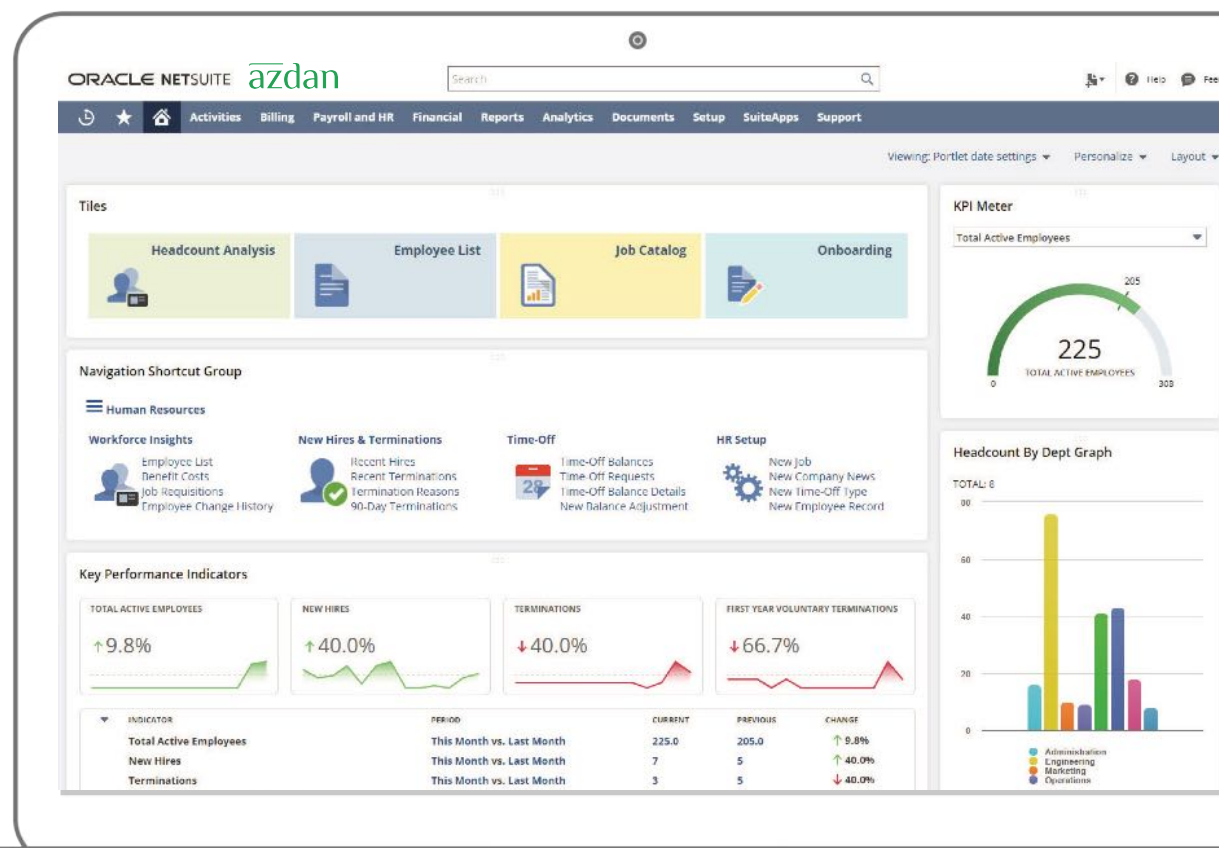 ORACLE NETSUITE āzdan
Search
Help Fee
Activities Billing Payroll and HR Financial Reports Analytics Documents Setup SuiteApps Support
Viewing: Portlet date settings Personalize Layout
Tiles
Headcount Analysis
Employee List
Job Catalog
Onboarding
KPI Meter
Total Active Employees
205
225
TOTAL ACTIVE EMPLOYEES
0
303
Navigation Shortcut Group
Human Resources
Workforce Insights
Employee List
Benefit Costs
Job Requisitions
Employee Change History
New Hires & Terminations
Recent Hires
Recent Terminations
Termination Reasons
90-Day Terminations
Time-Off
28
Time-Off Balances
Time-Off Requests
Time-Off Balance Details
New Balance Adjustment
HR Setup
New Job
New Company News
New Time-Off Type
New Employee Record
Headcount By Dept Graph
TOTAL: 8
80
60
40
20
0
Administration
Engineering
Marketing
Operations
Key Performance Indicators
TOTAL ACTIVE EMPLOYEES
↑9.8%
NEW HIRES
↑40.0%
TERMINATIONS
↓40.0%
FIRST YEAR VOLUNTARY TERMINATIONS
↓66.7%
INDICATOR PERIOD CURRENT PREVIOUS CHANGE
Total Active Employees This Month vs. Last Month 225.0 205.0 ↑ 9.8%
New Hires This Month vs. Last Month 7 5 ↑ 40.0%
Terminations This Month vs. Last Month 3 5 ↓ 40.0%